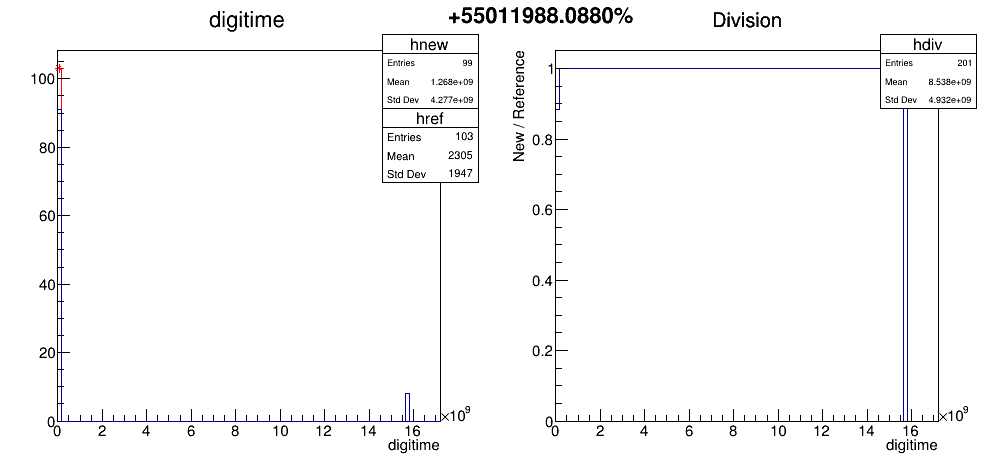 +55011988.0880%
digitime
hnew
Entries 99
Mean 1.268e+09
Std Dev 4.277e+09
href
Entries 103
Mean 2305
Std Dev 1947
100
80
60
40
20
0
0 2 4 6 8 10 12 14 16
×10⁹
digitime
Division
hdiv
Entries 201
Mean 8.538e+09
Std Dev 4.932e+09
New / Reference
1
0.8
0.6
0.4
0.2
0
0 2 4 6 8 10 12 14 16
×10⁹
digitime